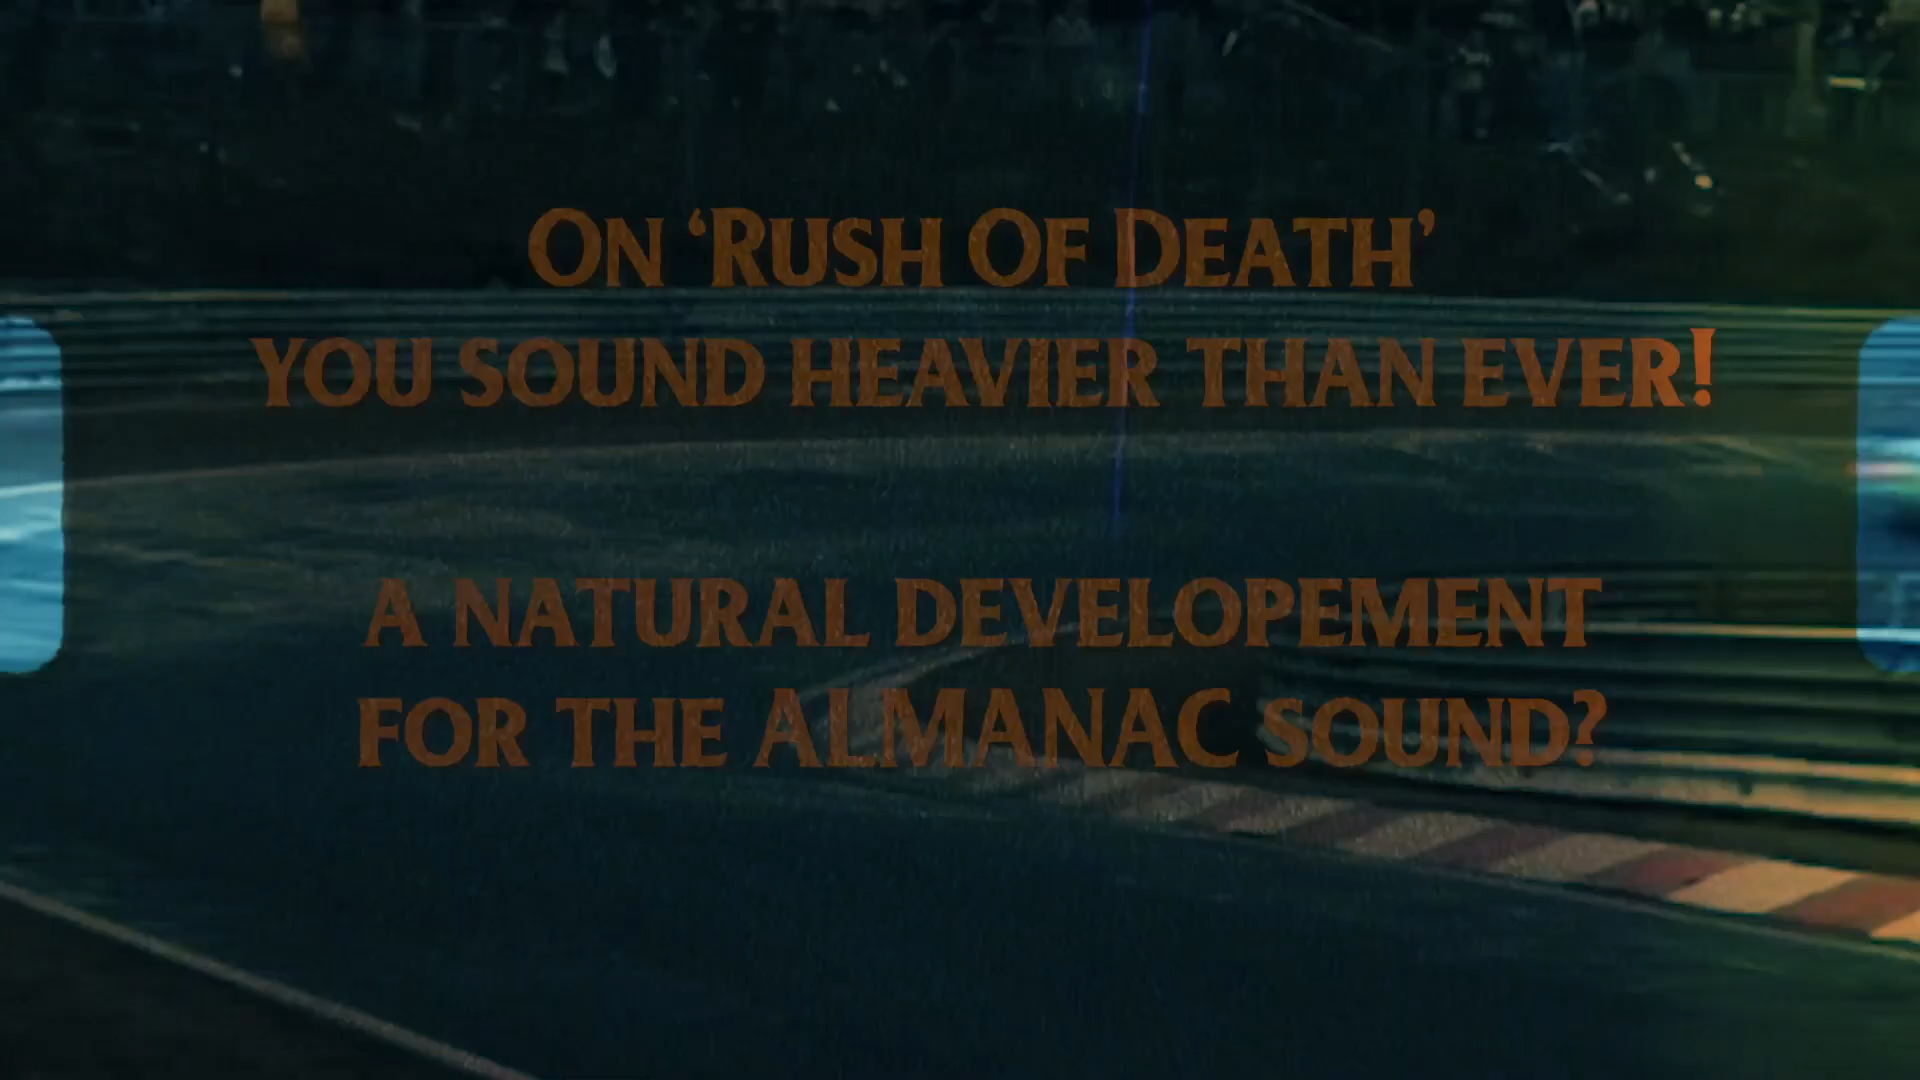 On ‘Rush Of Death’
you sound heavier than ever!
A natural developement
for the ALMANAC sound?